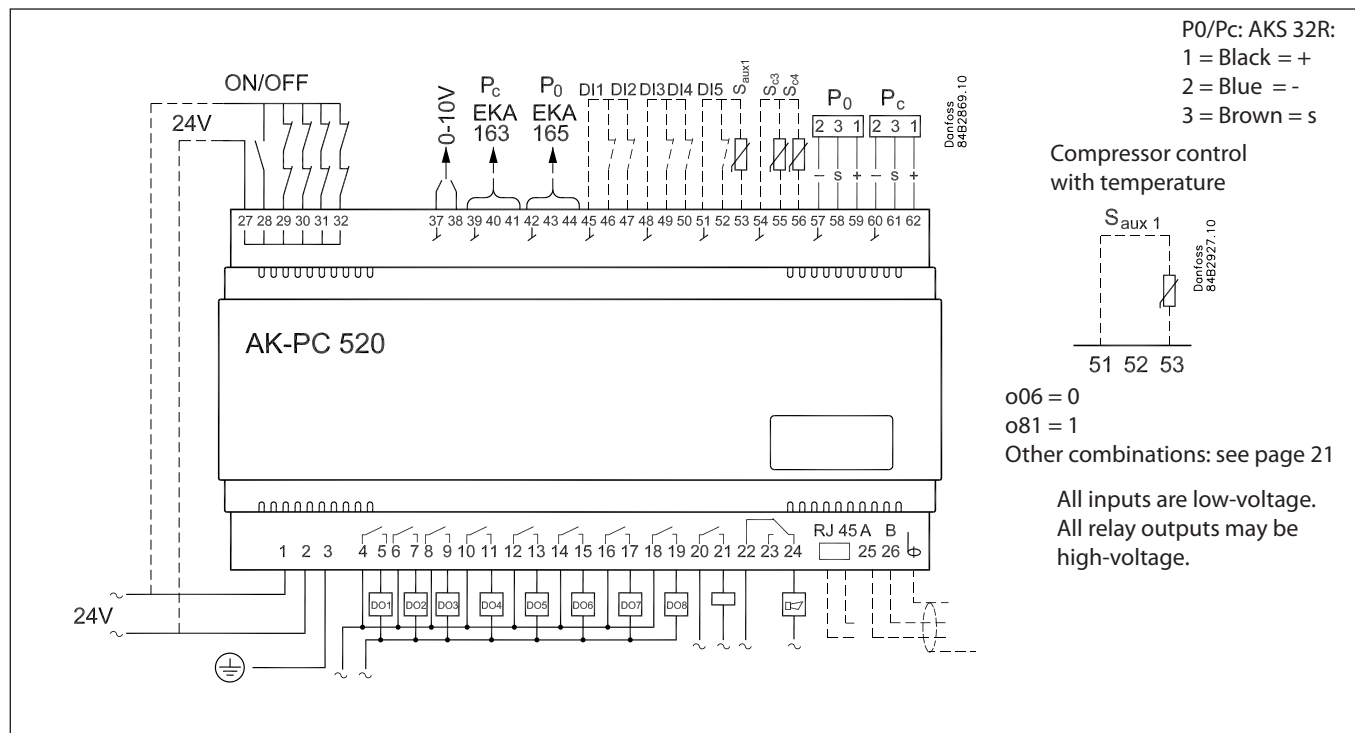 P0/Pc: AKS 32R:
1 = Black = +
2 = Blue = -
3 = Brown = s
ON/OFF
24V
0-10V
Pc
EKA
163
P0
EKA
165
DI1 DI2 DI3 DI4 DI5 Saux1 Sc3 Sc4
P0 Pc
2 3 1 2 3 1
– S + – S +
Danfoss
84B2869.10
27 28 29 30 31 32 37 38 39 40 41 42 43 44 45 46 47 48 49 50 51 52 53 54 55 56 57 58 59 60 61 62
Compressor control
with temperature
Saux 1
Danfoss
84B2927.10
51 52 53
o06 = 0
o81 = 1
Other combinations: see page 21
All inputs are low-voltage.
All relay outputs may be
high-voltage.
AK-PC 520
RJ 45 A B
1 2 3 4 5 6 7 8 9 10 11 12 13 14 15 16 17 18 19 20 21 22 23 24 25 26
DO1 DO2 DO3 DO4 DO5 DO6 DO7 DO8
~
24V
~
~ ~ ~ ~ ~ ~